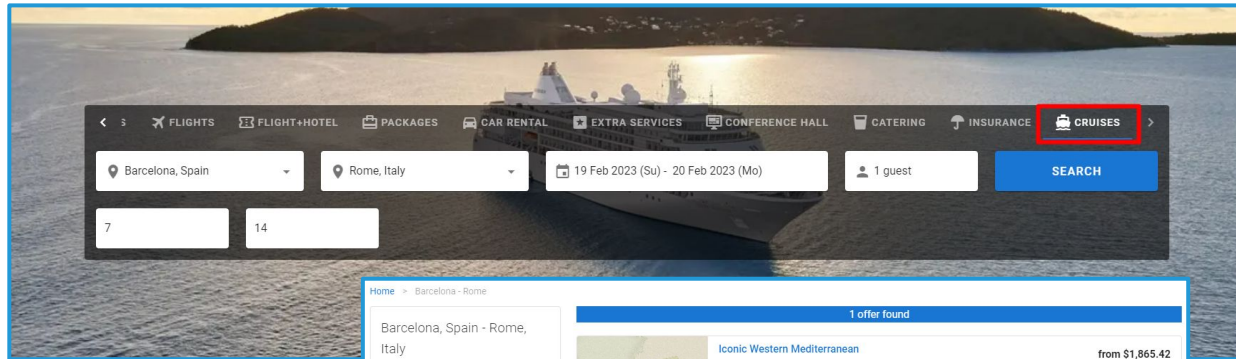 S FLIGHTS FLIGHT+HOTEL PACKAGES CAR RENTAL EXTRA SERVICES CONFERENCE HALL CATERING INSURANCE CRUISES
Barcelona, Spain Rome, Italy 19 Feb 2023 (Su) - 20 Feb 2023 (Mo) 1 guest SEARCH
7 14
Home > Barcelona - Rome
1 offer found
Barcelona, Spain - Rome,
Italy
Iconic Western Mediterranean
from $1,865.42